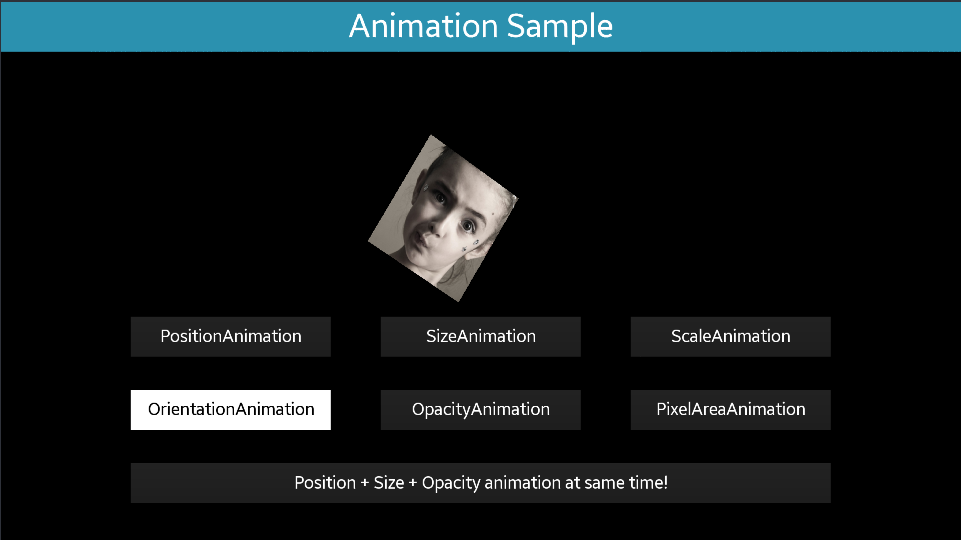 Animation Sample
PositionAnimation
SizeAnimation
ScaleAnimation
OrientationAnimation
OpacityAnimation
PixelAreaAnimation
Position + Size + Opacity animation at same time!